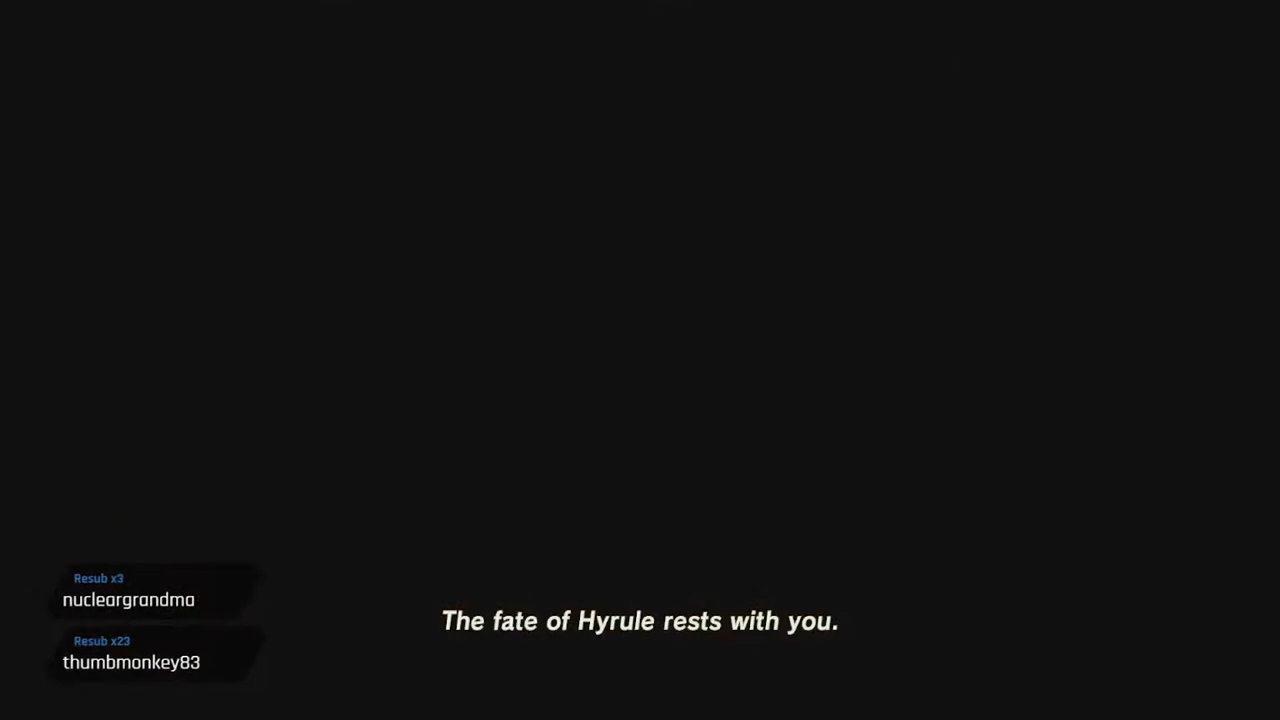 Resub x3
nucleargrandma
The fate of Hyrule rests with you.
Resub x23
thumbmonkey83